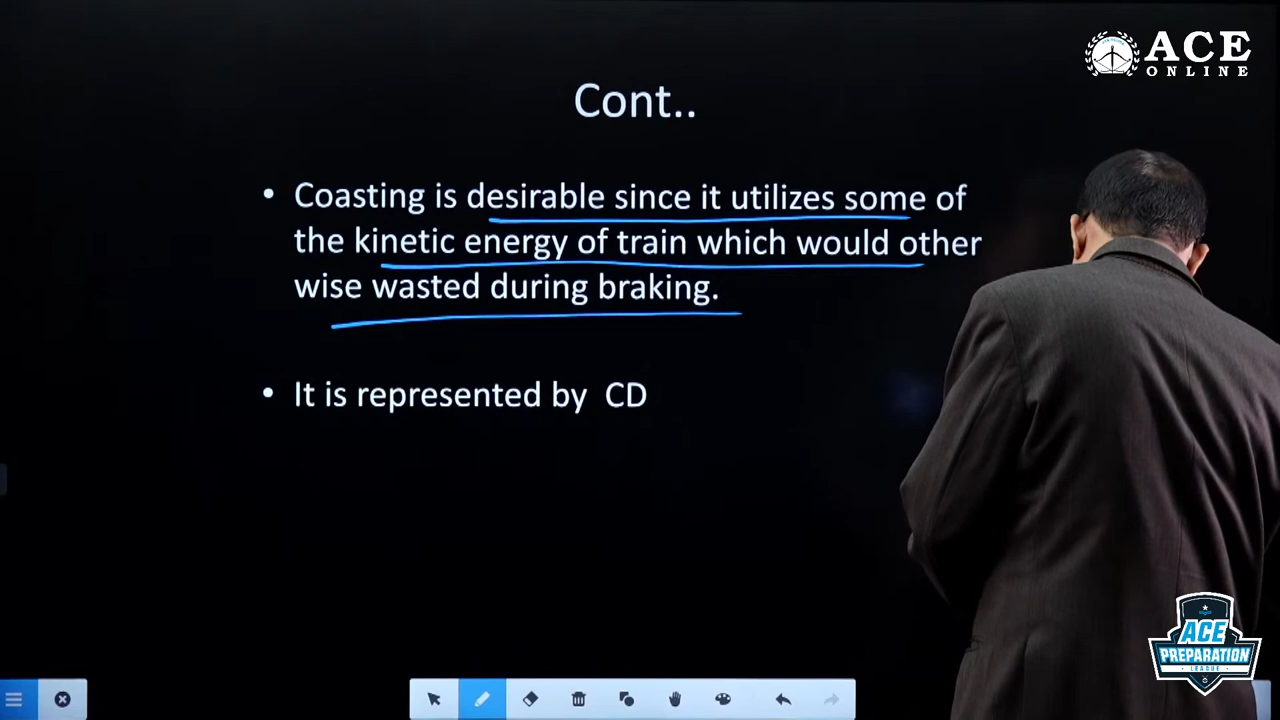 ACE
ONLINE
Cont..
• Coasting is desirable since it utilizes some of
the kinetic energy of train which would other
wise wasted during braking.
• It is represented by CD
ACE
PREPARATION
LEAGUE